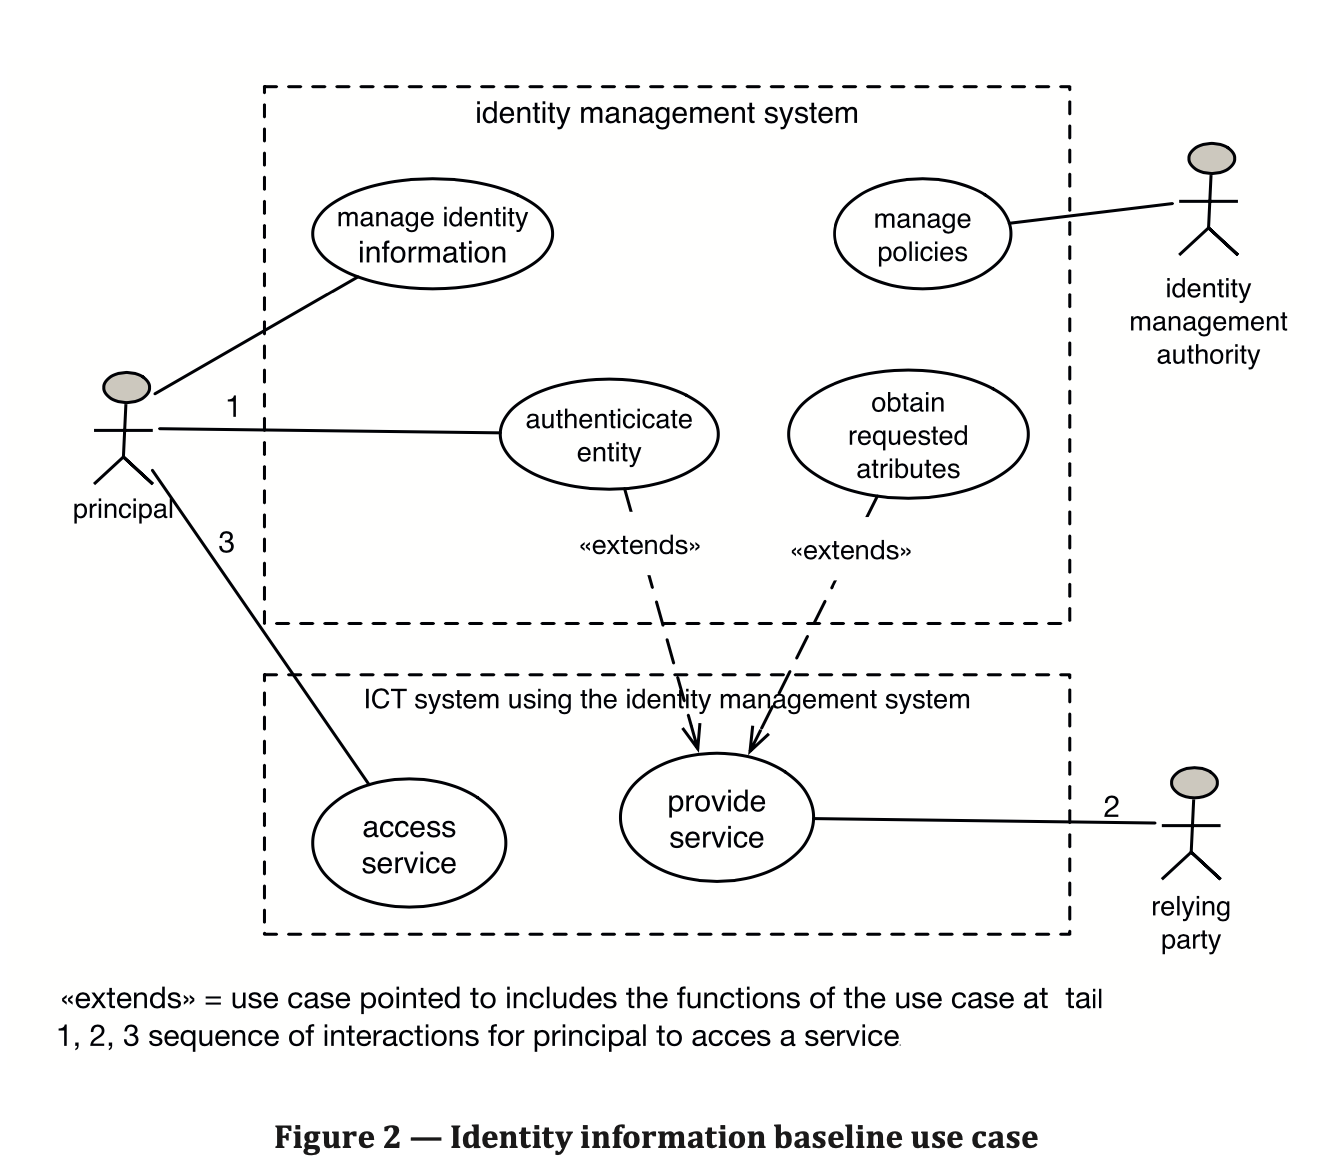 identity management system
manage identity
information
manage
policies
identity
management
authority
1
authenticicate
entity
obtain
requested
atributes
principal
3
«extends»
«extends»
ICT system using the identity management system
access
service
provide
service
2
relying
party
«extends» = use case pointed to includes the functions of the use case at tail
1, 2, 3 sequence of interactions for principal to acces a service
Figure 2 — Identity information baseline use case